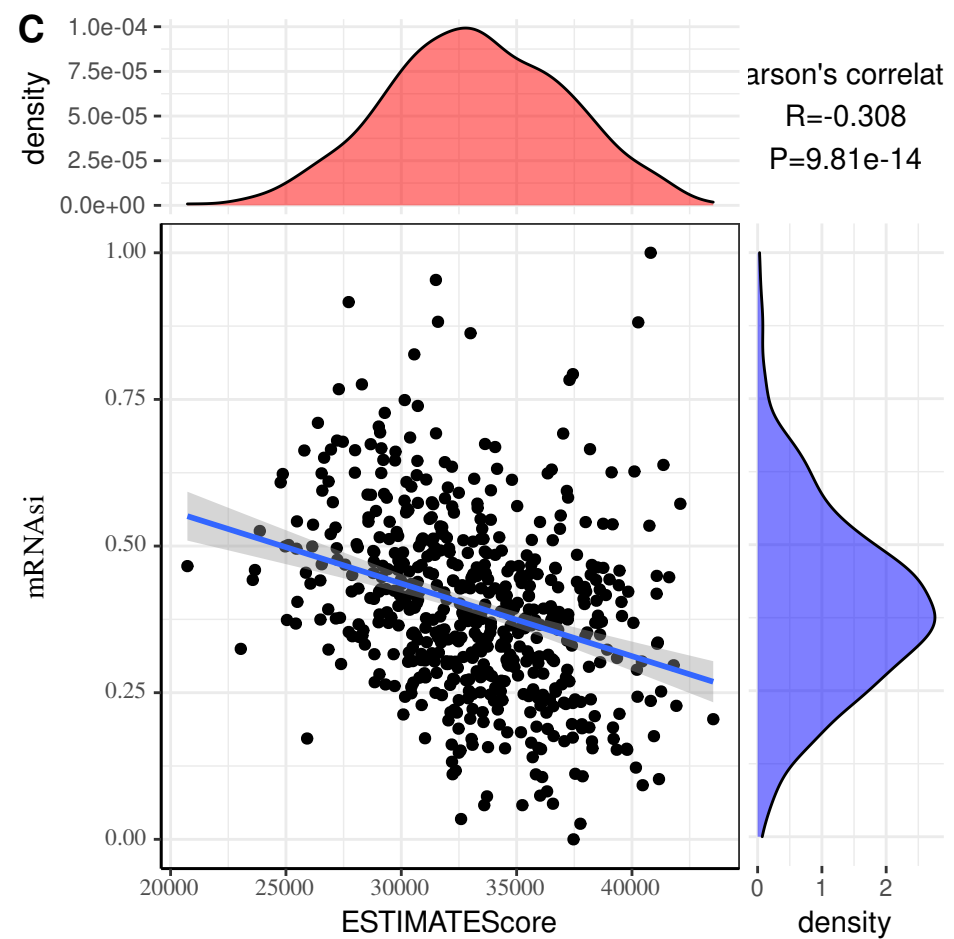 C
density
1.0e-04
7.5e-05
5.0e-05
2.5e-05
0.0e+00
arson's correlat
R=-0.308
P=9.81e-14
mRNAsi
1.00
0.75
0.50
0.25
0.00
20000 25000 30000 35000 40000
ESTIMATEScore
0 1 2
density